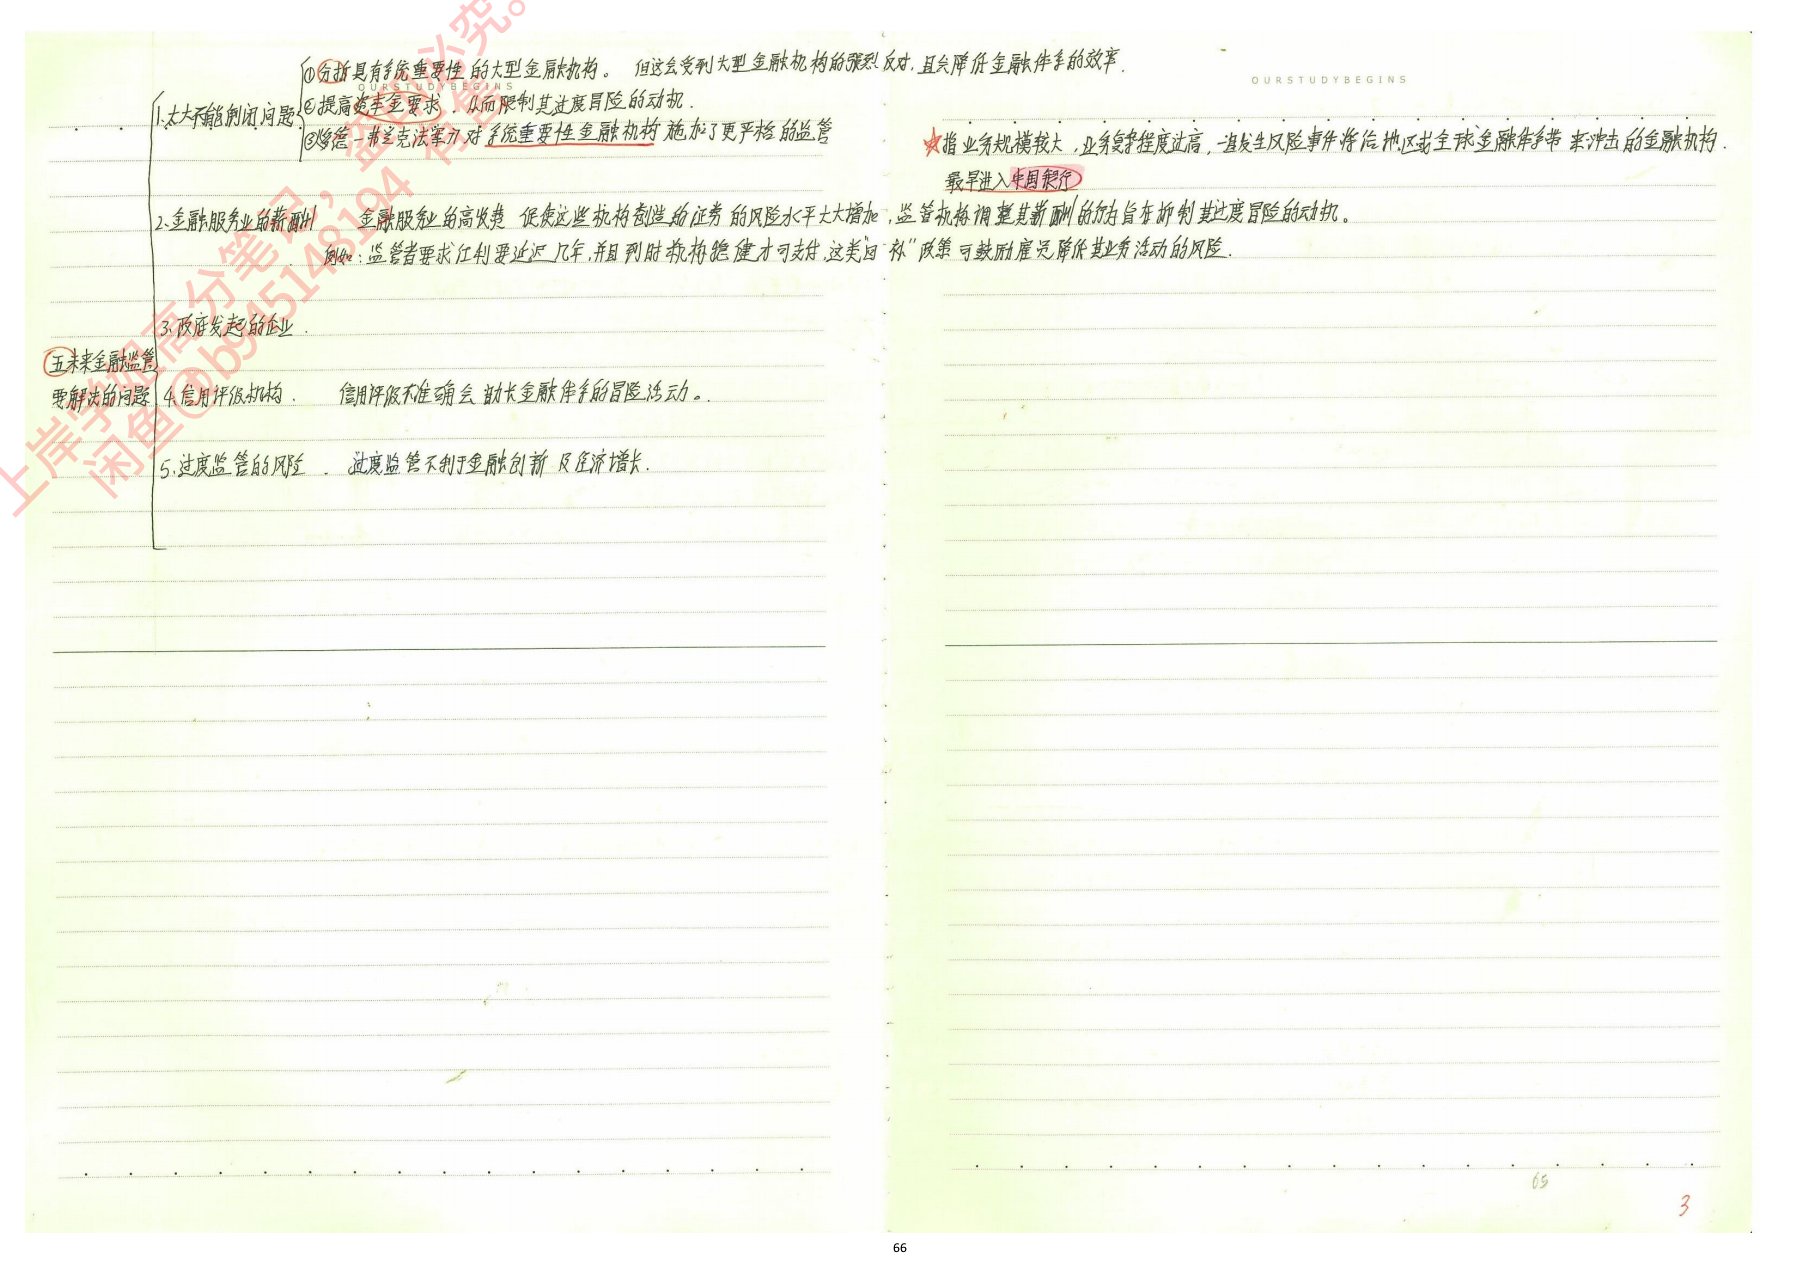 ①分拆具有系统重要性的大型金融机构。 但这会受到大型金融机构的强烈反对,且会降低金融体系的效率.
OURSTUDYBEGINS
OURSTUDYBEGINS
1.太大不能倒闭问题
②提高资本金要求,从而限制其过度冒险的动机.
③多德-弗兰克法案力对系统重要性金融机构施加了更严格的监管
☆指业务规模较大,业务复杂程度过高,一旦发生风险事件将给地区或全球金融体系带来冲击的金融机构.
最早进入中国银行
2.金融服务业的薪酬 金融服务业的高收费 促使这些机构创造的证券的风险水平大大增加,监管机构调整其薪酬的行为旨在抑制其过度冒险的动机。
例如:监管者要求红利要延迟几年,并且到时机构稳健才可支付,这类"回补"政策可鼓励雇员降低其业务活动的风险.
3.政府发起的企业.
五未来金融监管
要解决的问题
4.信用评级机构. 信用评级不准确会助长金融体系的冒险活动。.
5.过度监管的风险. 过度监管不利于金融创新及经济增长.
上岸学姐高分笔记,盗印必究。
闲鱼@b9451148194 有售
65
3
66